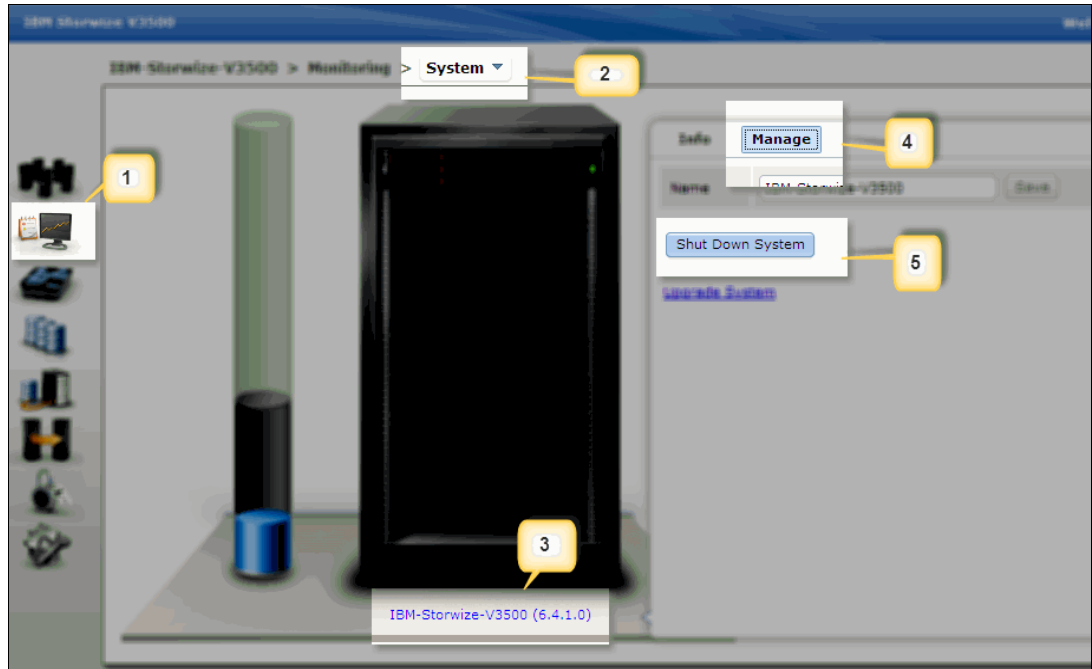 IBM Storwize V3500
IBM-Storwize-V3500 > Monitoring > System
2
Info
Manage
4
1
Name
IBM-Storwize-V3500
Save
Shut Down System
5
Upgrade System
3
IBM-Storwize-V3500 (6.4.1.0)